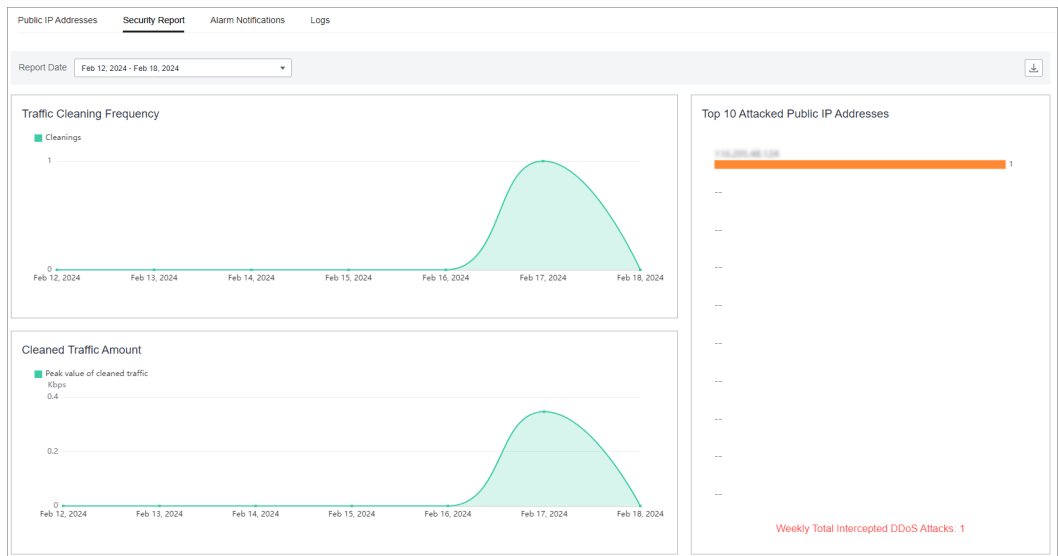 Public IP Addresses Security Report Alarm Notifications Logs
Report Date Feb 12, 2024 - Feb 18, 2024
Traffic Cleaning Frequency
Cleanings
1
0
Feb 12, 2024 Feb 13, 2024 Feb 14, 2024 Feb 15, 2024 Feb 16, 2024 Feb 17, 2024 Feb 18, 2024
Cleaned Traffic Amount
Peak value of cleaned traffic
Kbps
0.4
0.2
0
Feb 12, 2024 Feb 13, 2024 Feb 14, 2024 Feb 15, 2024 Feb 16, 2024 Feb 17, 2024 Feb 18, 2024
Top 10 Attacked Public IP Addresses
1
--
--
--
--
--
--
--
--
--
Weekly Total Intercepted DDoS Attacks: 1